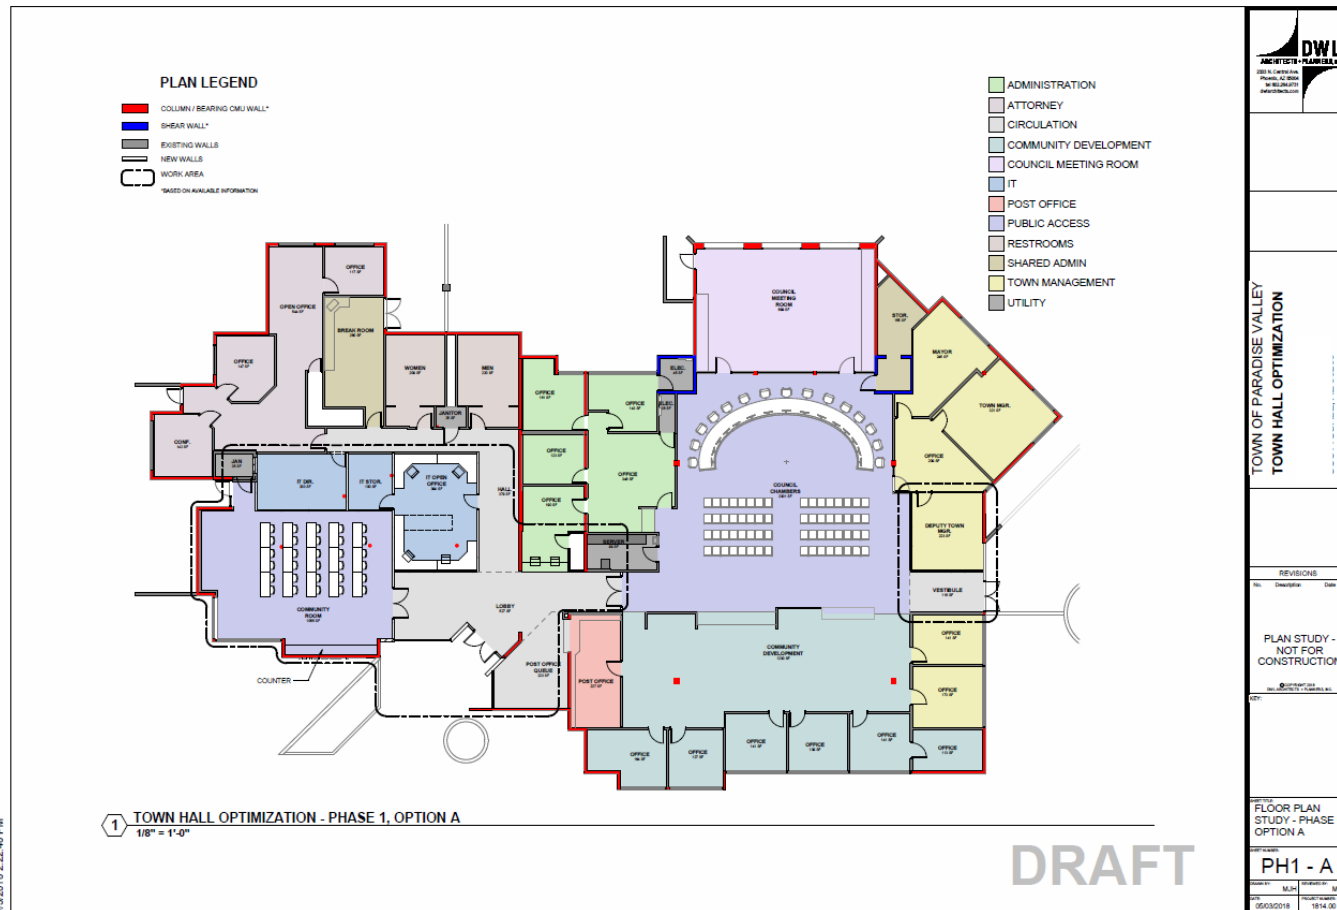 PLAN LEGEND
COLUMN / BEARING CMU WALL*
SHEAR WALL*
EXISTING WALLS
NEW WALLS
WORK AREA
*BASED ON AVAILABLE INFORMATION
ADMINISTRATION
ATTORNEY
CIRCULATION
COMMUNITY DEVELOPMENT
COUNCIL MEETING ROOM
IT
POST OFFICE
PUBLIC ACCESS
RESTROOMS
SHARED ADMIN
TOWN MANAGEMENT
UTILITY
OFFICE
OPEN OFFICE
BREAK ROOM
OFFICE
WOMEN
MEN
JANITOR
CONF.
JAN
IT DIR.
IT STOR.
IT OPEN
OFFICE
HALL
OFFICE
OFFICE
OFFICE
OFFICE
OFFICE
ELEC.
ELEC.
SERVER
COUNCIL
MEETING
ROOM
STOR.
MAYOR
TOWN MGR.
OFFICE
COUNCIL
CHAMBERS
DEPUTY TOWN
MGR.
VESTIBULE
COMMUNITY
ROOM
COUNTER
LOBBY
POST OFFICE
QUEUE
POST OFFICE
COMMUNITY
DEVELOPMENT
OFFICE
OFFICE
OFFICE
OFFICE
OFFICE
OFFICE
OFFICE
OFFICE
1
TOWN HALL OPTIMIZATION - PHASE 1, OPTION A
1/8" = 1'-0"
DRAFT
DWL
TOWN OF PARADISE VALLEY
TOWN HALL OPTIMIZATION
REVISIONS
No. Description Date
PLAN STUDY -
NOT FOR
CONSTRUCTION
KEY:
FLOOR PLAN
STUDY - PHASE
OPTION A
PH1 - A
MJH
05/03/2018
1814.00